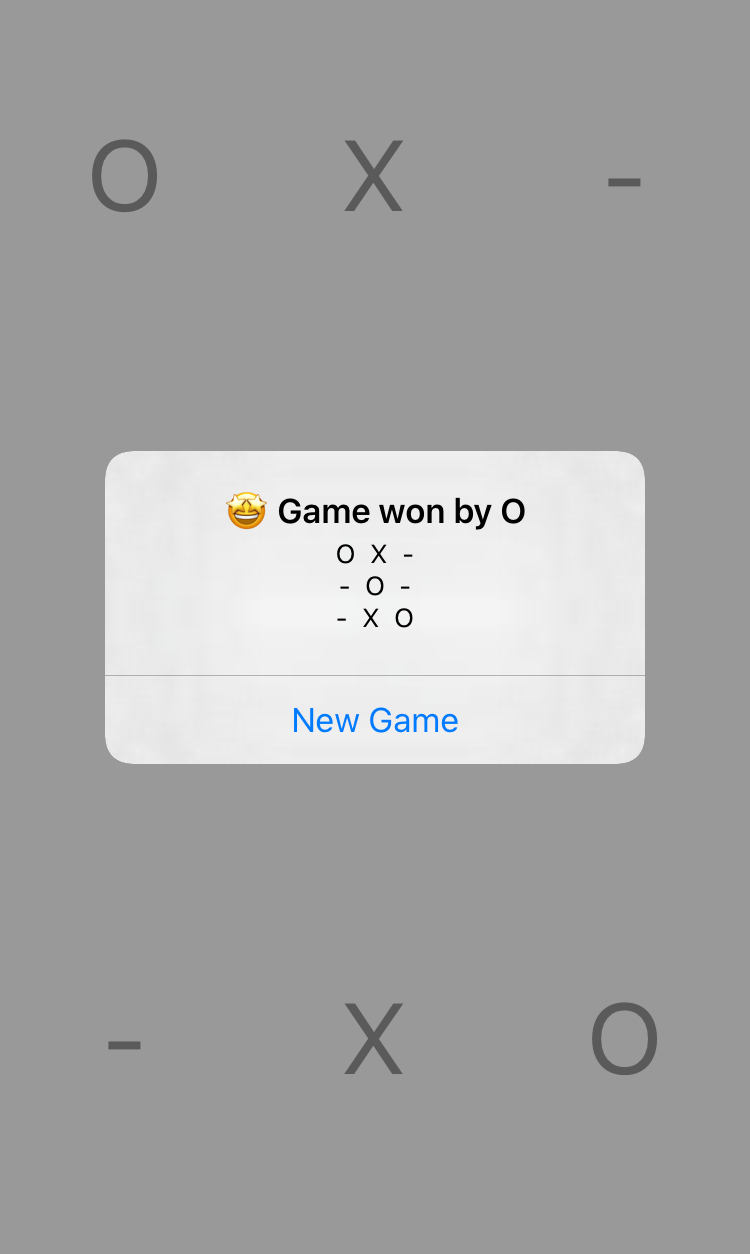 O X -
🤩 Game won by O
O X -
- O -
- X O
New Game
- X O